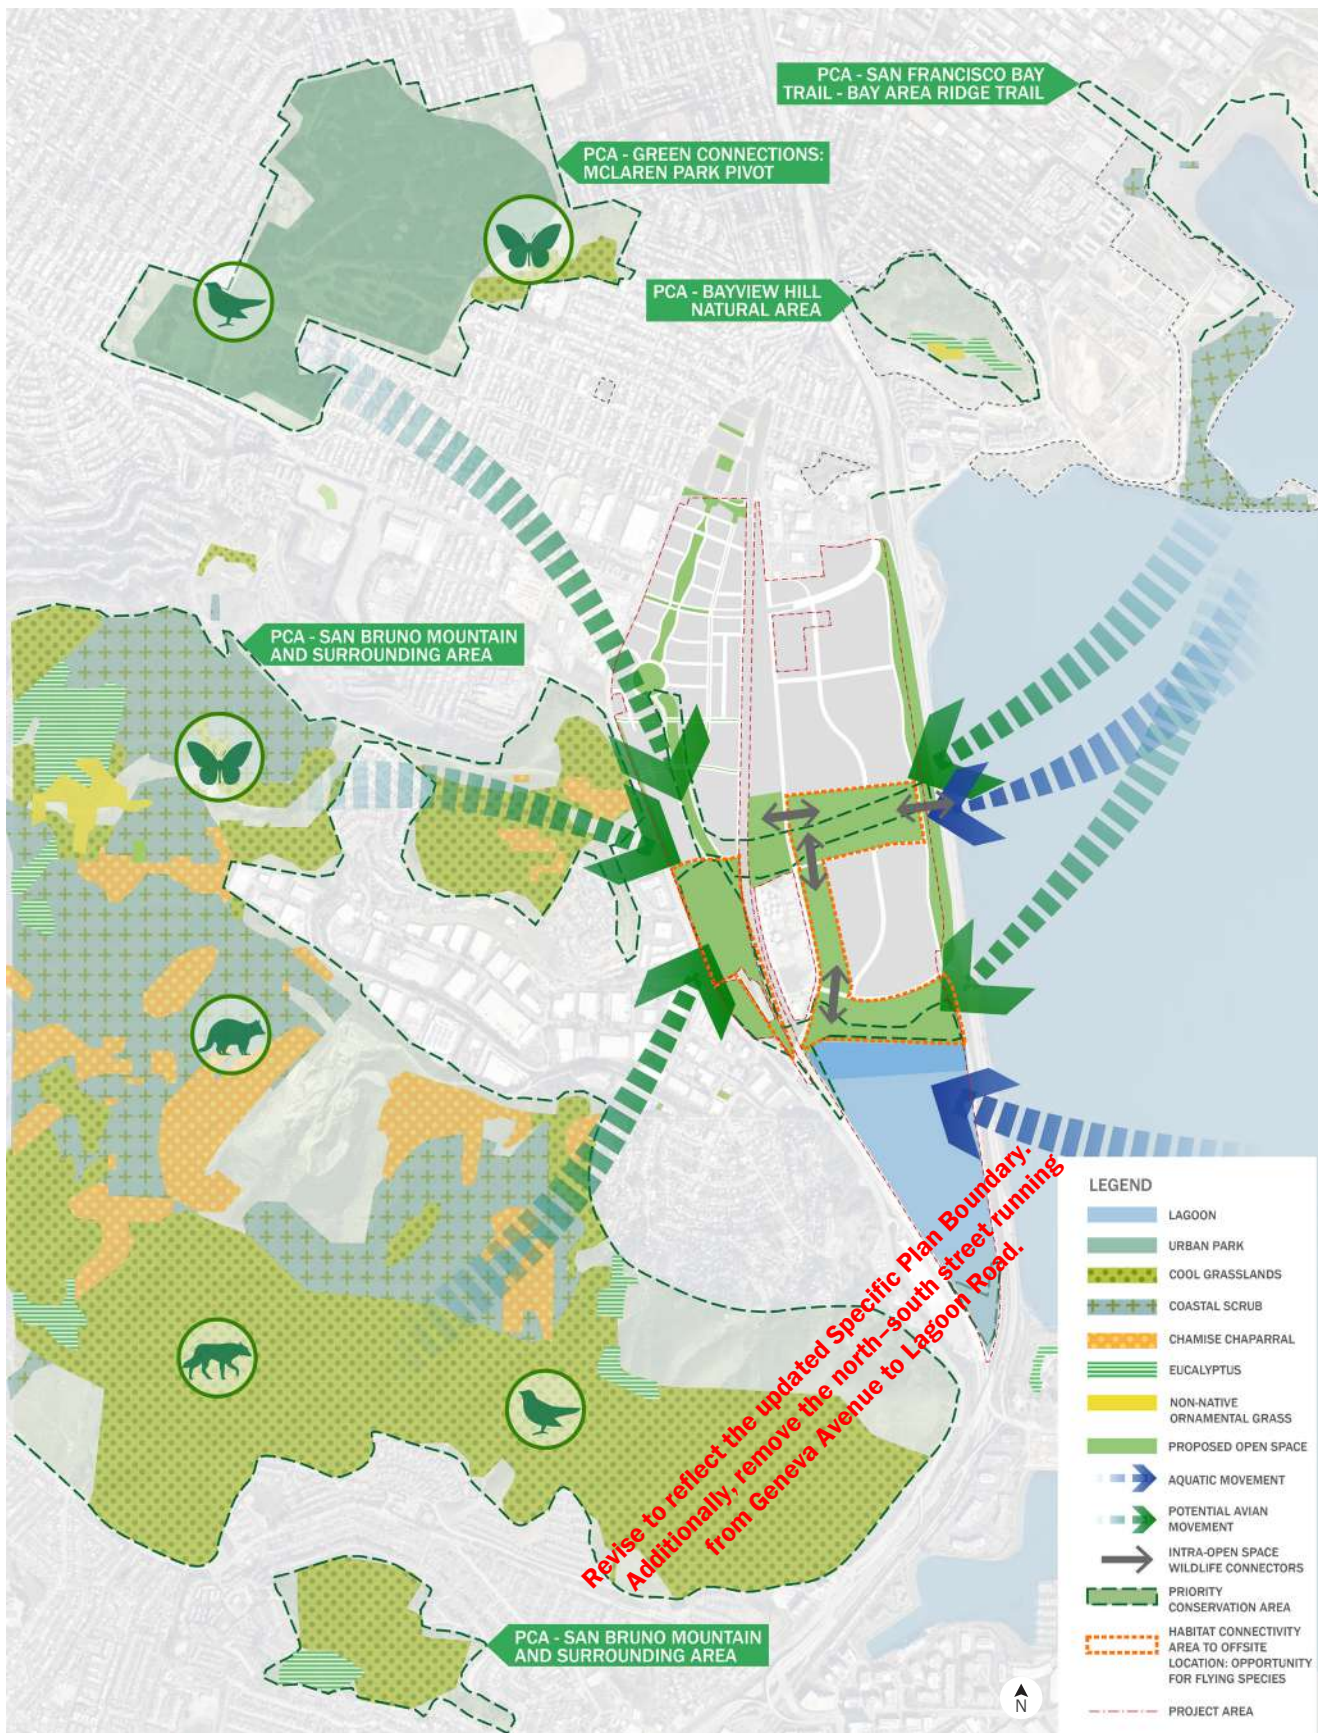 PCA - SAN FRANCISCO BAY
TRAIL - BAY AREA RIDGE TRAIL
PCA - GREEN CONNECTIONS:
MCLAREN PARK PIVOT
PCA - BAYVIEW HILL
NATURAL AREA
PCA - SAN BRUNO MOUNTAIN
AND SURROUNDING AREA
Revise to reflect the updated Specific Plan Boundary.
Additionally, remove the north–south street running
from Geneva Avenue to Lagoon Road.
PCA - SAN BRUNO MOUNTAIN
AND SURROUNDING AREA
N
LEGEND
LAGOON
URBAN PARK
COOL GRASSLANDS
COASTAL SCRUB
CHAMISE CHAPARRAL
EUCALYPTUS
NON-NATIVE
ORNAMENTAL GRASS
PROPOSED OPEN SPACE
AQUATIC MOVEMENT
POTENTIAL AVIAN
MOVEMENT
INTRA-OPEN SPACE
WILDLIFE CONNECTORS
PRIORITY
CONSERVATION AREA
HABITAT CONNECTIVITY
AREA TO OFFSITE
LOCATION: OPPORTUNITY
FOR FLYING SPECIES
PROJECT AREA